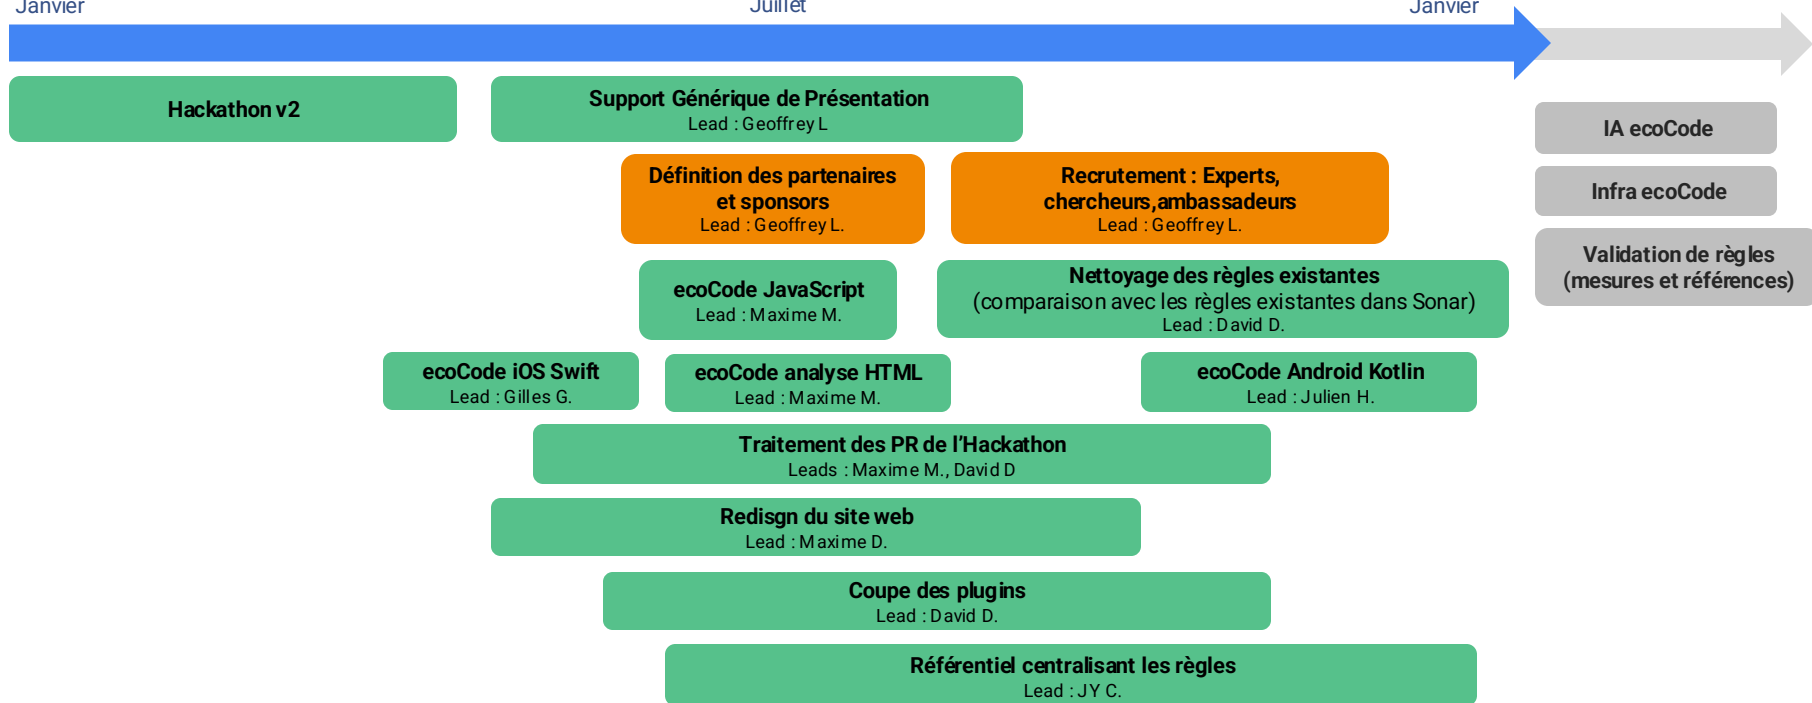 Janvier
Juillet
Janvier
Hackathon v2
Support Générique de Présentation
Lead : Geoffrey L
IA ecoCode
Définition des partenaires
et sponsors
Lead : Geoffrey L.
Recrutement : Experts,
chercheurs,ambassadeurs
Lead : Geoffrey L.
Infra ecoCode
Validation de règles
(mesures et références)
ecoCode JavaScript
Lead : Maxime M.
Nettoyage des règles existantes
(comparaison avec les règles existantes dans Sonar)
Lead : David D.
ecoCode iOS Swift
Lead : Gilles G.
ecoCode analyse HTML
Lead : Maxime M.
ecoCode Android Kotlin
Lead : Julien H.
Traitement des PR de l’Hackathon
Leads : Maxime M., David D
Redisgn du site web
Lead : Maxime D.
Coupe des plugins
Lead : David D.
Référentiel centralisant les règles
Lead : JY C.